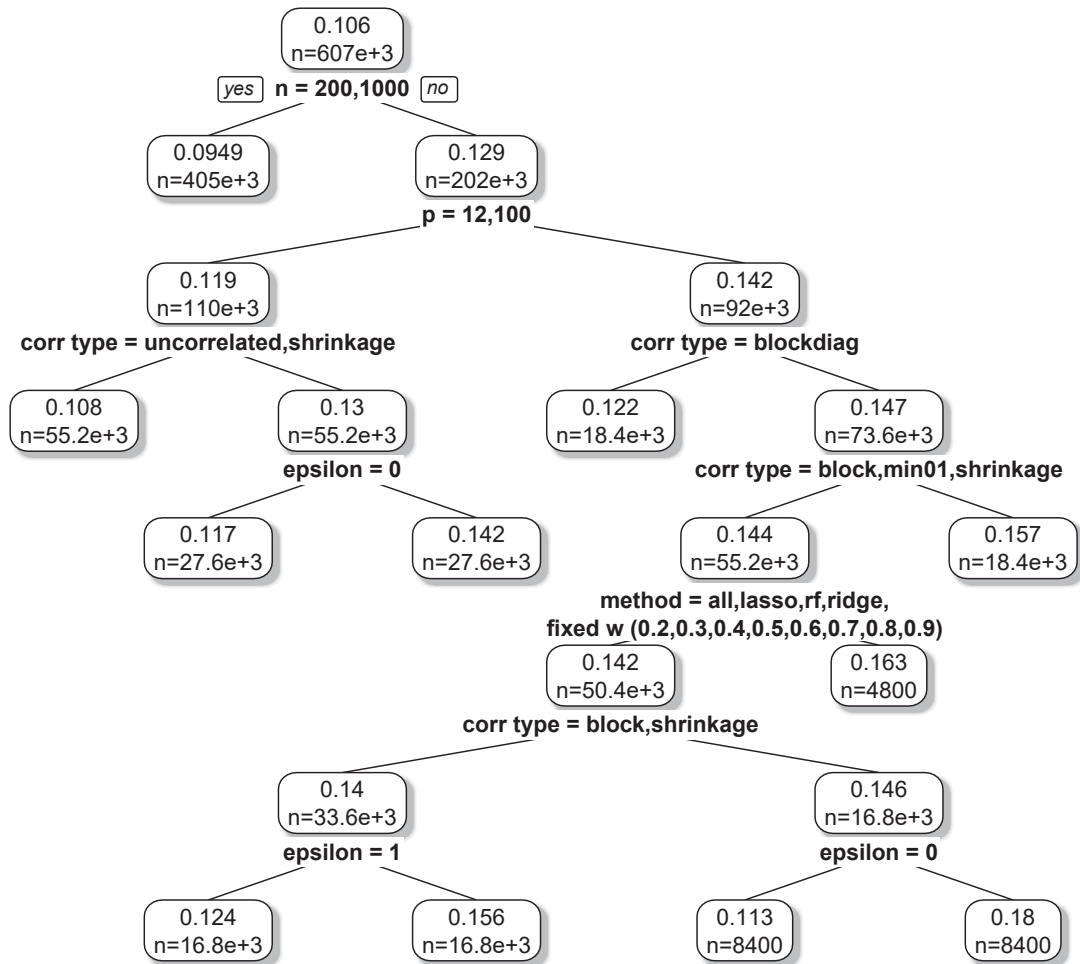 0.106
n=607e+3
yes n = 200,1000 no
0.0949
n=405e+3
0.129
n=202e+3
p = 12,100
0.119
n=110e+3
0.142
n=92e+3
corr type = uncorrelated,shrinkage
corr type = blockdiag
0.108
n=55.2e+3
0.13
n=55.2e+3
0.122
n=18.4e+3
0.147
n=73.6e+3
epsilon = 0
corr type = block,min01,shrinkage
0.117
n=27.6e+3
0.142
n=27.6e+3
0.144
n=55.2e+3
0.157
n=18.4e+3
method = all,lasso,rf,ridge,
fixed w (0.2,0.3,0.4,0.5,0.6,0.7,0.8,0.9)
0.142
n=50.4e+3
0.163
n=4800
corr type = block,shrinkage
0.14
n=33.6e+3
0.146
n=16.8e+3
epsilon = 1
epsilon = 0
0.124
n=16.8e+3
0.156
n=16.8e+3
0.113
n=8400
0.18
n=8400